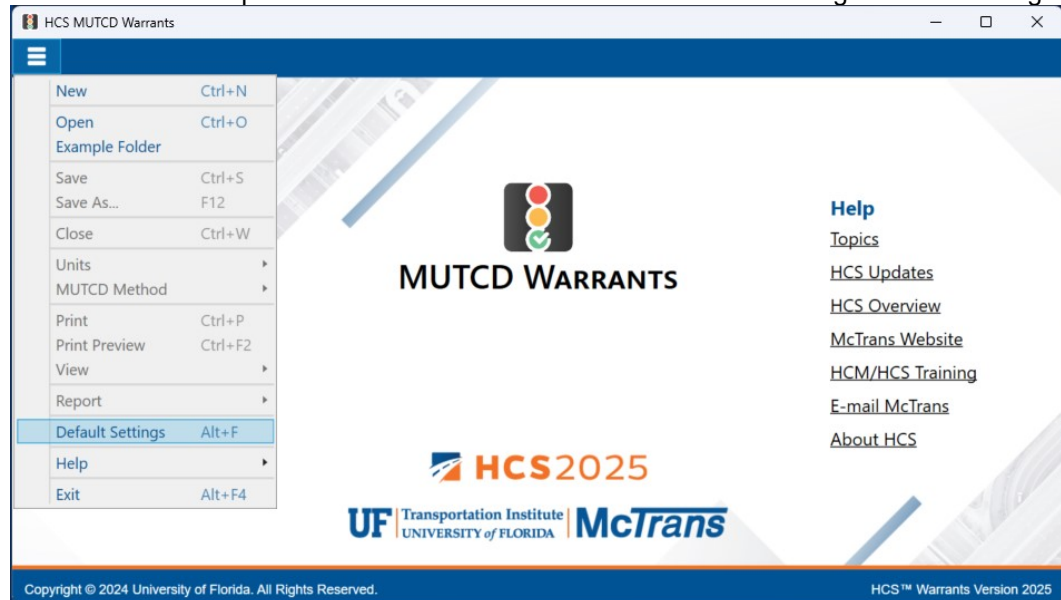 HCS MUTCD Warrants
New Ctrl+N
Open Ctrl+O
Example Folder
Save Ctrl+S
Save As... F12
Close Ctrl+W
Units
MUTCD Method
Print Ctrl+P
Print Preview Ctrl+F2
View
Report
Default Settings Alt+F
Help
Exit Alt+F4
MUTCD WARRANTS
HCS2025
UF Transportation Institute
UNIVERSITY of FLORIDA
McTrans
Help
Topics
HCS Updates
HCS Overview
McTrans Website
HCM/HCS Training
E-mail McTrans
About HCS
Copyright © 2024 University of Florida. All Rights Reserved.
HCS™ Warrants Version 2025